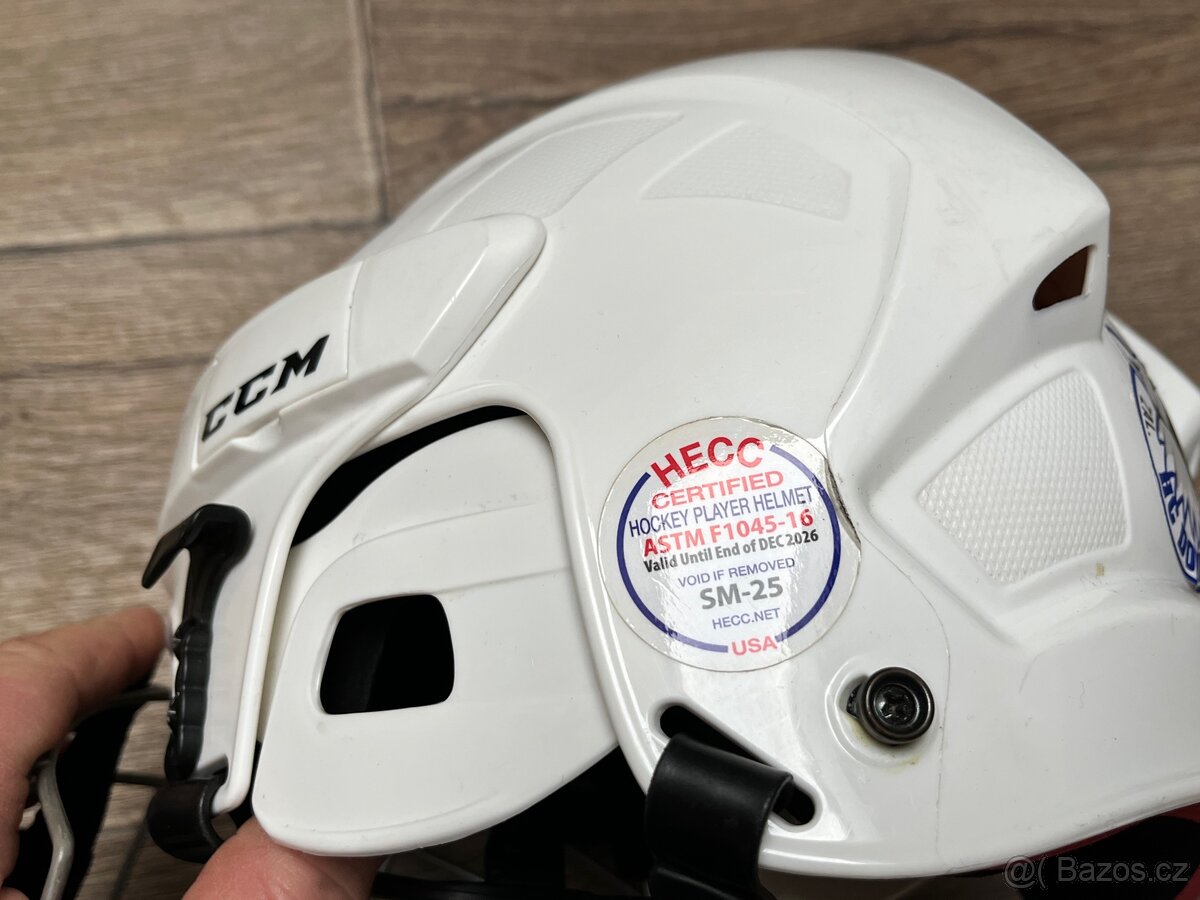 CCM
HECC
CERTIFIED
HOCKEY PLAYER HELMET
ASTM F1045-16
Valid Until End of DEC 2026
VOID IF REMOVED
SM-25
HECC.NET
USA
@( Bazos.cz